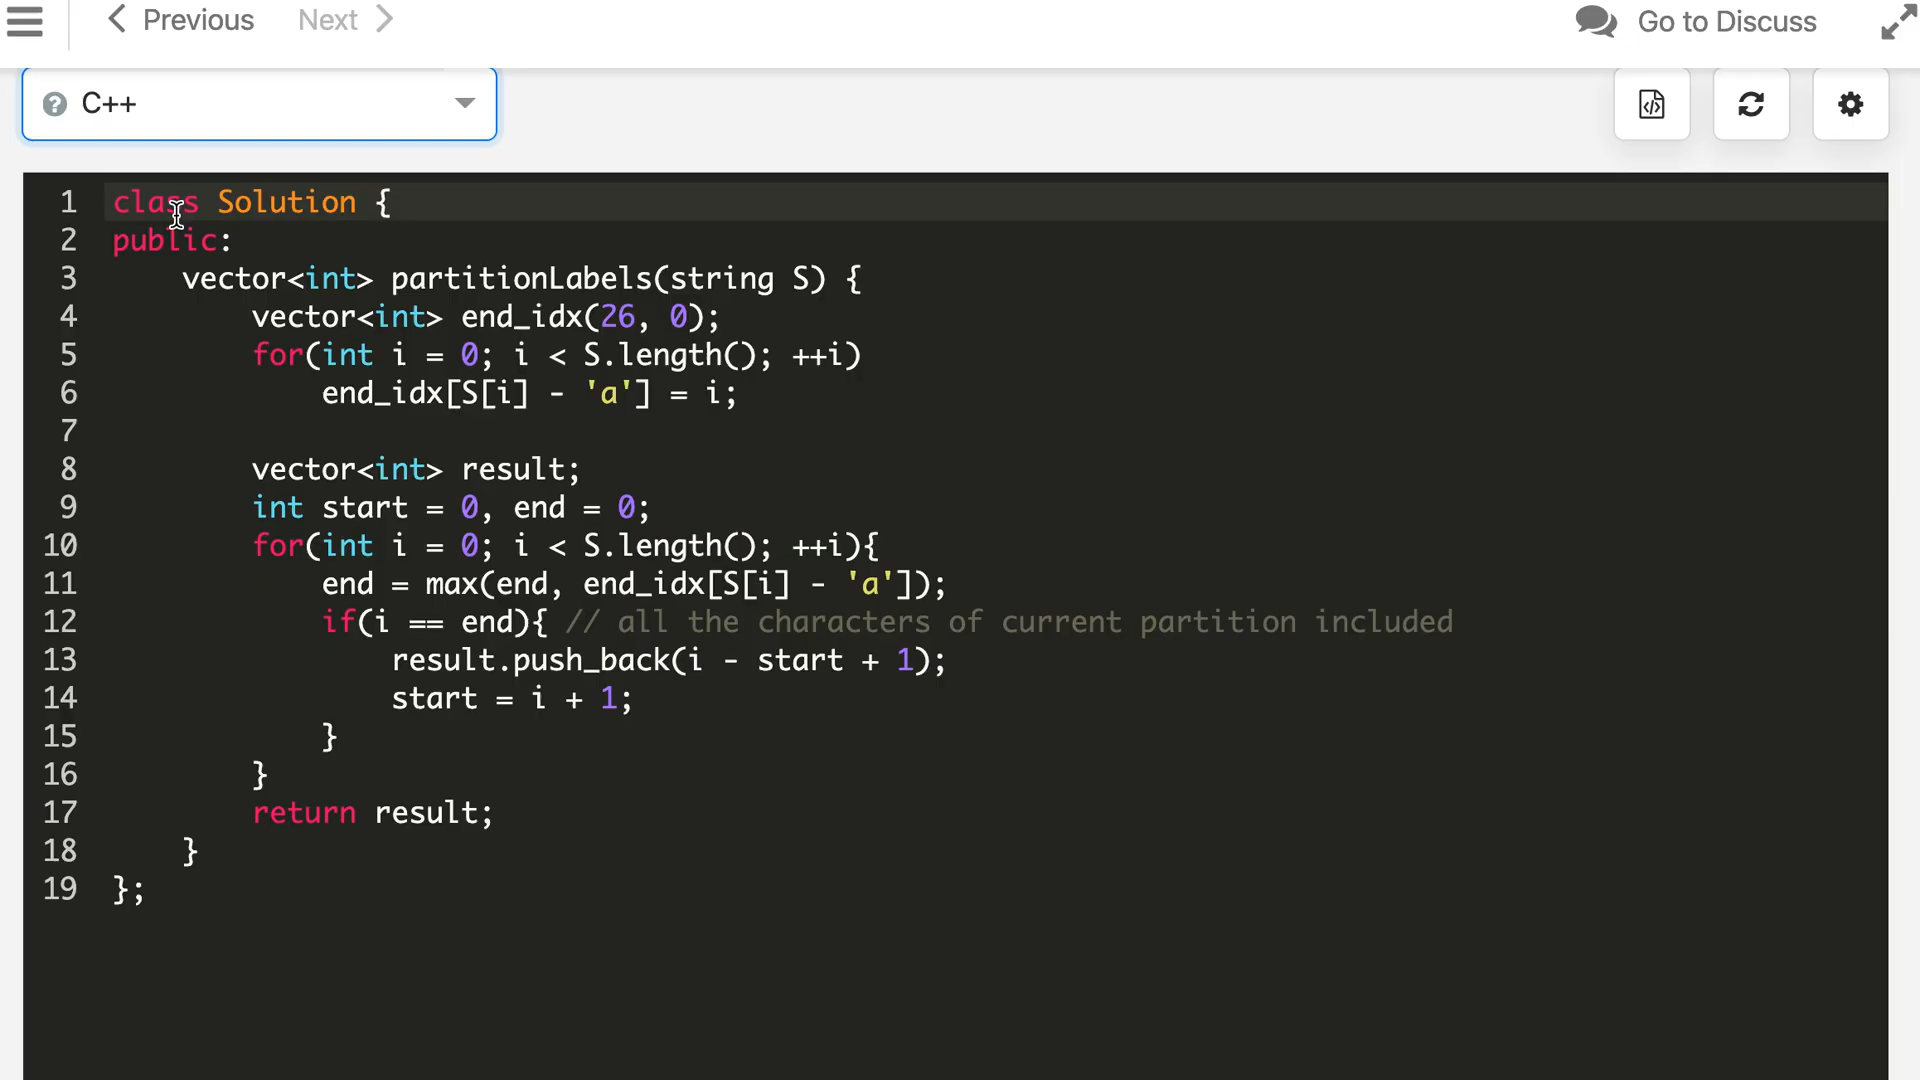 Previous Next Go to Discuss
C++
1 class Solution {
2 public:
3     vector<int> partitionLabels(string S) {
4         vector<int> end_idx(26, 0);
5         for(int i = 0; i < S.length(); ++i)
6             end_idx[S[i] - 'a'] = i;
7
8         vector<int> result;
9         int start = 0, end = 0;
10         for(int i = 0; i < S.length(); ++i){
11             end = max(end, end_idx[S[i] - 'a']);
12             if(i == end){ // all the characters of current partition included
13                 result.push_back(i - start + 1);
14                 start = i + 1;
15             }
16         }
17         return result;
18     }
19 };